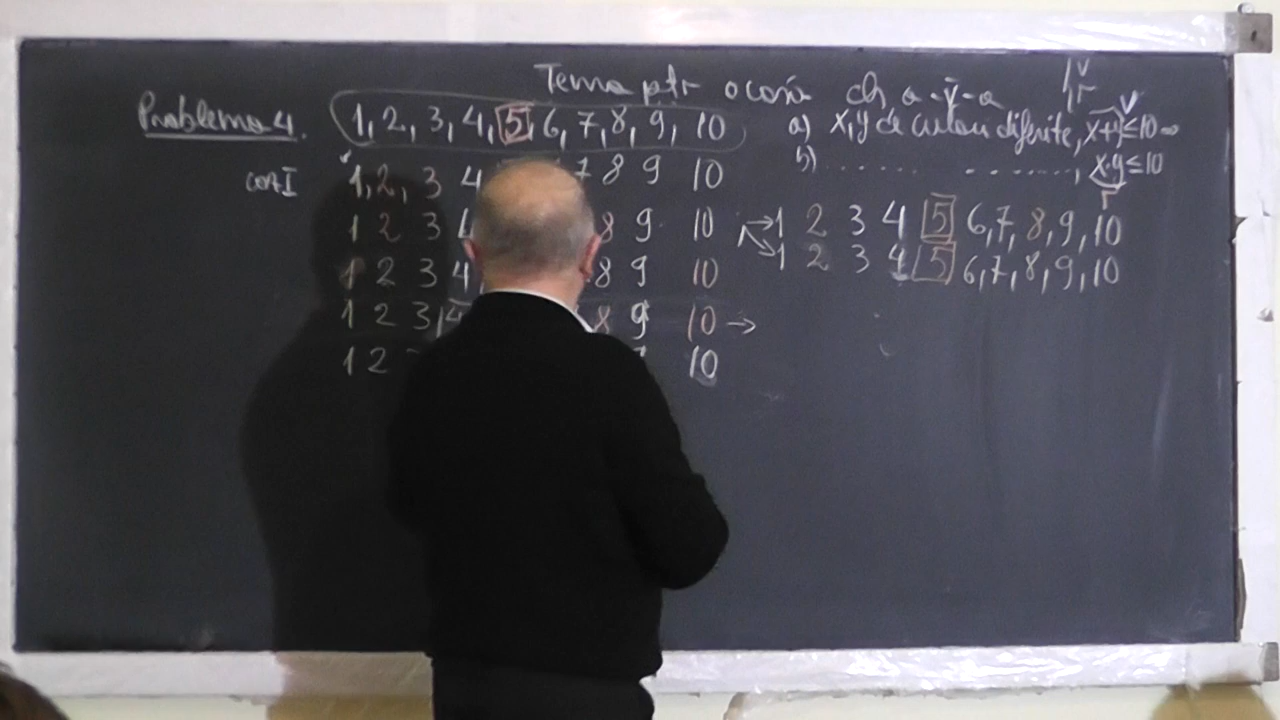 Tema ptr acasă
Problema 4. 1, 2, 3, 4, 5, 6, 7, 8, 9, 10 a) x,y de culori diferite, x+y ≤ 10
b) ...... ......, x·y ≤ 10
caz I 1, 2, 3 4 7 8 9 10
1 2 3 4 8 9 10 → 1 2 3 4 5 6, 7, 8, 9, 10
1 2 3 4 8 9 10 → 1 2 3 4 5 6, 7, 8, 9, 10
1 2 3 4 8 9 10 →
1 2 10